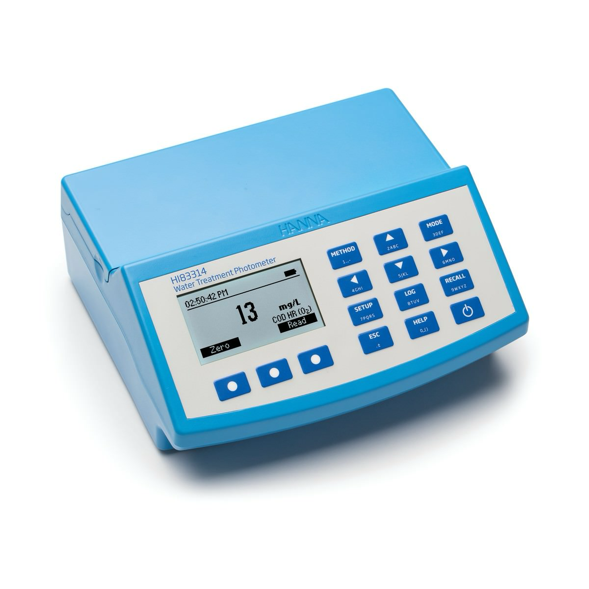 HANNA
HI83314
Water Treatment Photometer
02:50:42 PM
13 mg/L
COD HR (O₂)
Zero Read
METHOD
MODE
RECALL
SETUP
LOG
ESC
HELP